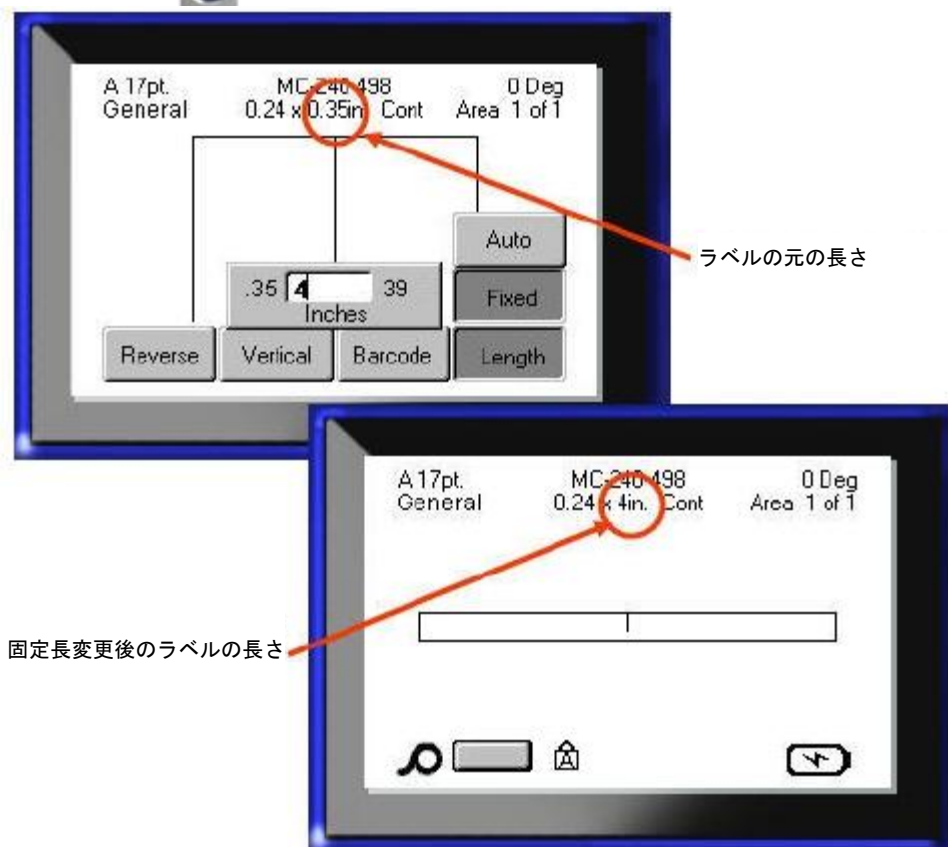 A 17pt. MC-240-498 0 Deg
General 0.24 x 0.35in. Cont Area 1 of 1
Auto
ラベルの元の長さ
.35 4 39
Inches
Fixed
Reverse Vertical Barcode Length
A 17pt. MC-240-498 0 Deg
General 0.24 x 4in. Cont Area 1 of 1
固定長変更後のラベルの長さ
A